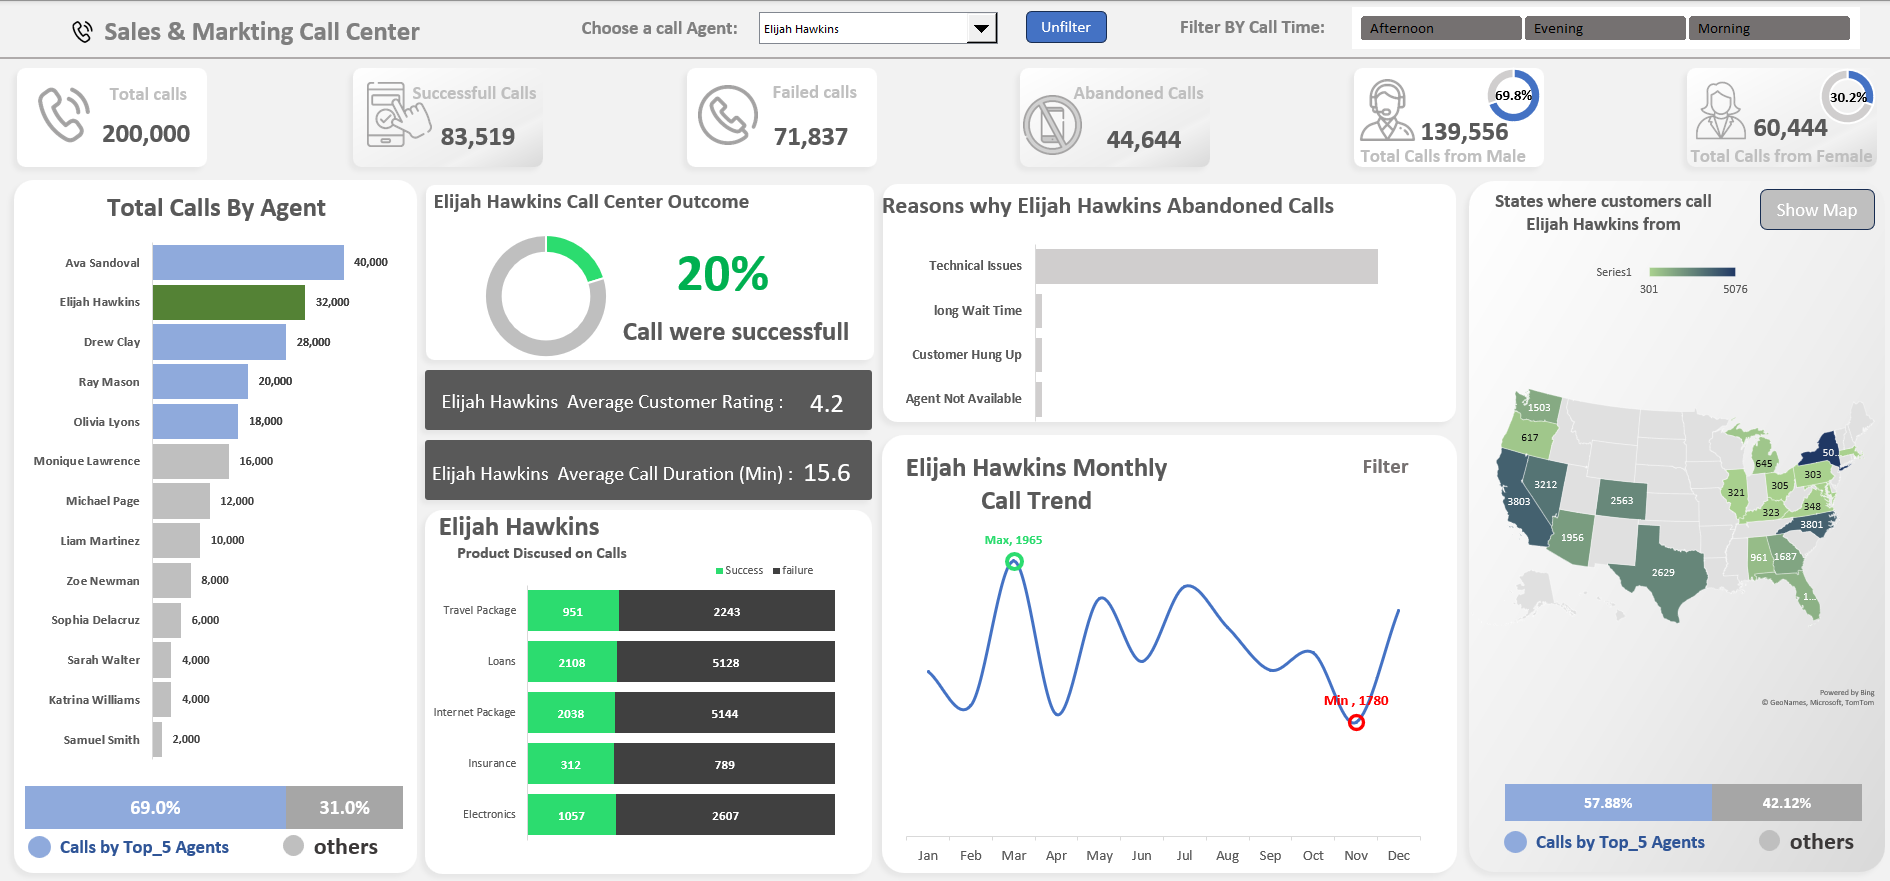 Sales & Markting Call Center
Choose a call Agent:
Elijah Hawkins
Unfilter
Filter BY Call Time:
Afternoon
Evening
Morning
Total calls
200,000
Successfull Calls
83,519
Failed calls
71,837
Abandoned Calls
44,644
69.8%
139,556
Total Calls from Male
30.2%
60,444
Total Calls from Female
Total Calls By Agent
Ava Sandoval 40,000
Elijah Hawkins 32,000
Drew Clay 28,000
Ray Mason 20,000
Olivia Lyons 18,000
Monique Lawrence 16,000
Michael Page 12,000
Liam Martinez 10,000
Zoe Newman 8,000
Sophia Delacruz 6,000
Sarah Walter 4,000
Katrina Williams 4,000
Samuel Smith 2,000
69.0% 31.0%
Calls by Top_5 Agents others
Elijah Hawkins Call Center Outcome
20%
Call were successfull
Elijah Hawkins Average Customer Rating : 4.2
Elijah Hawkins Average Call Duration (Min) : 15.6
Elijah Hawkins
Product Discused on Calls
Success failure
Travel Package 951 2243
Loans 2108 5128
Internet Package 2038 5144
Insurance 312 789
Electronics 1057 2607
Reasons why Elijah Hawkins Abandoned Calls
Technical Issues
long Wait Time
Customer Hung Up
Agent Not Available
Elijah Hawkins Monthly
Call Trend
Filter
Max, 1965
Min , 1780
Jan Feb Mar Apr May Jun Jul Aug Sep Oct Nov Dec
States where customers call
Elijah Hawkins from
Show Map
Series1
301 5076
1503
617
50...
645
303
3212
305
321
3803
2563
348
323
3801
1956
961
1687
2629
1...
Powered by Bing
© GeoNames, Microsoft, TomTom
57.88% 42.12%
Calls by Top_5 Agents others